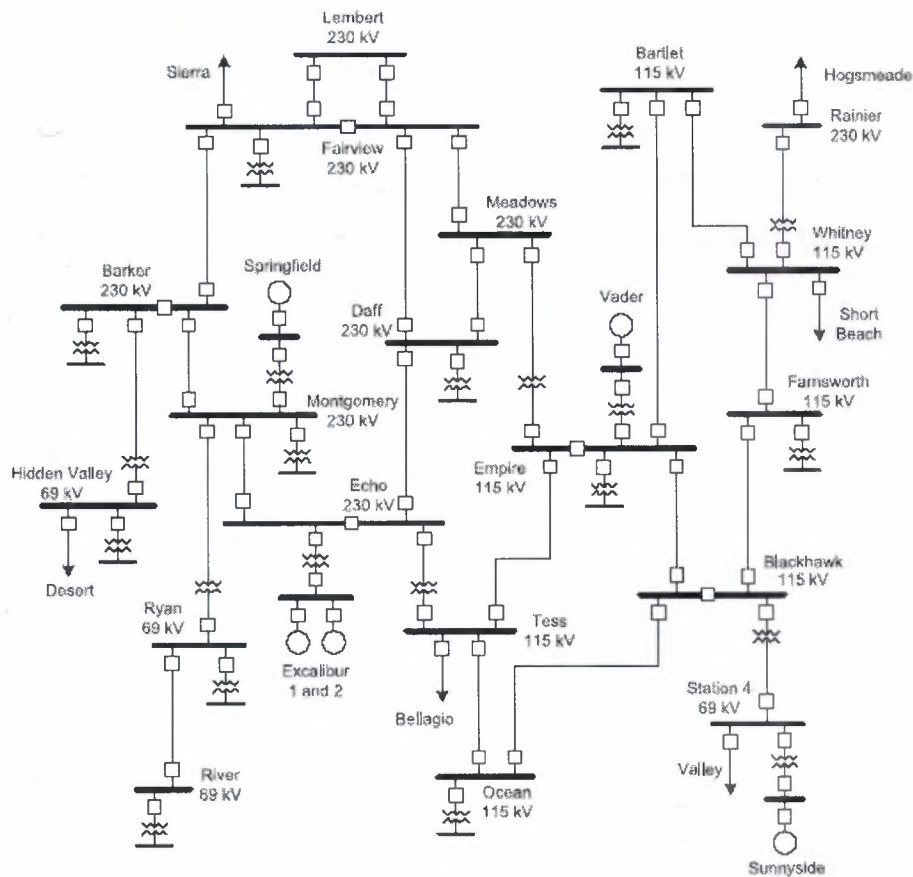 Lembert
230 kV
Sierra
Bartlet
115 kV
Hogsmeade
Rainier
230 kV
Fairview
230 kV
Meadows
230 kV
Whitney
115 kV
Springfield
Barker
230 kV
Vader
Daff
230 kV
Short
Beach
Farnsworth
115 kV
Montgomery
230 kV
Hidden Valley
69 kV
Echo
230 kV
Empire
115 kV
Desert
Blackhawk
115 kV
Ryan
69 kV
Tess
115 kV
Excalibur
1 and 2
Station 4
69 kV
Bellagio
Valley
River
69 kV
Ocean
115 kV
Sunnyside